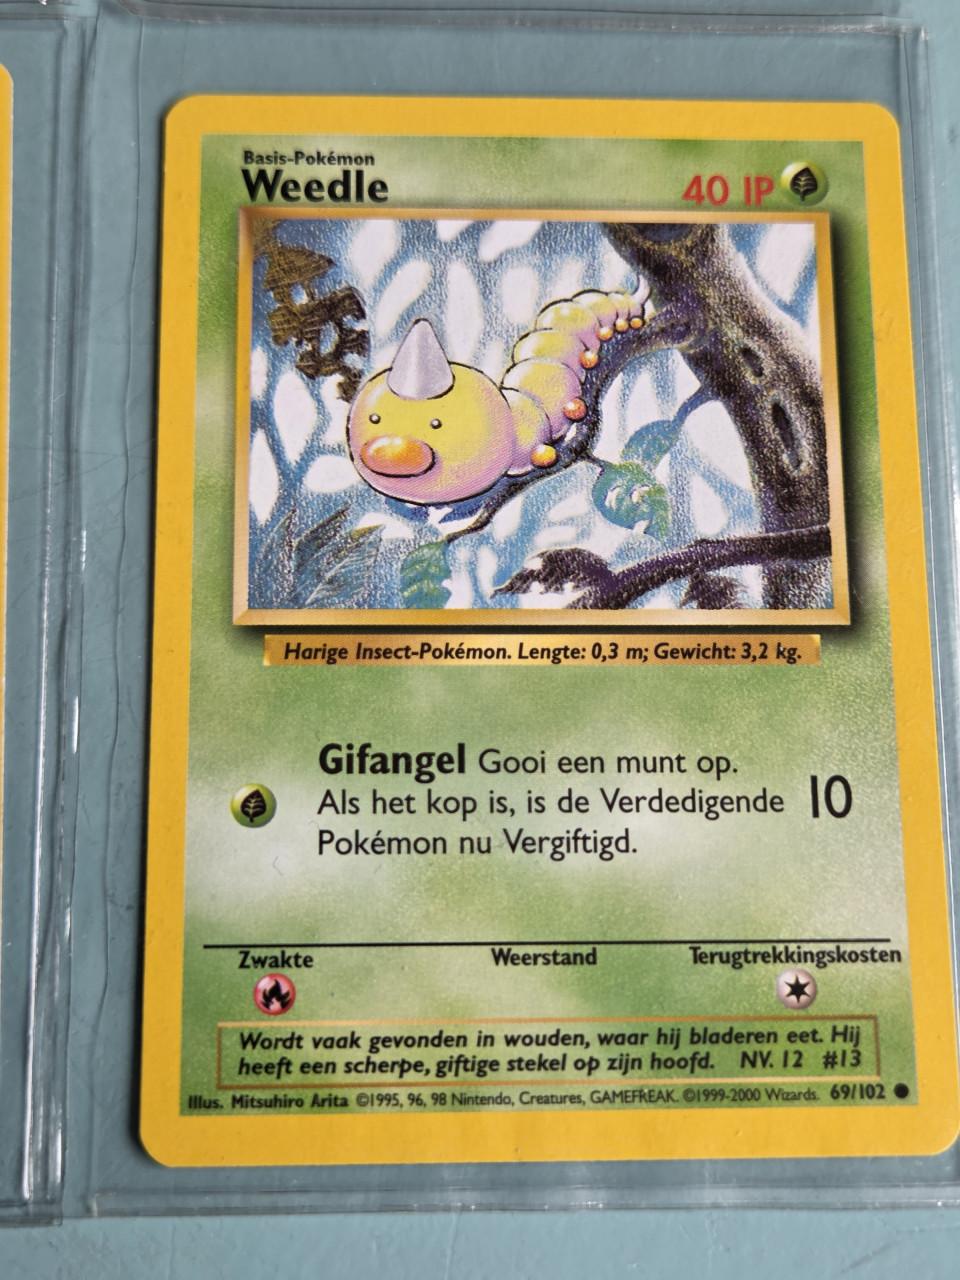 Basis-Pokémon
Weedle
40 IP
Harige Insect-Pokémon. Lengte: 0,3 m; Gewicht: 3,2 kg.
Gifangel Gooi een munt op.
Als het kop is, is de Verdedigende
Pokémon nu Vergiftigd.
10
Zwakte
Weerstand
Terugtrekkingskosten
Wordt vaak gevonden in wouden, waar hij bladeren eet. Hij
heeft een scherpe, giftige stekel op zijn hoofd. NV. 12 #13
Illus. Mitsuhiro Arita ©1995, 96, 98 Nintendo, Creatures, GAMEFREAK. ©1999-2000 Wizards. 69/102